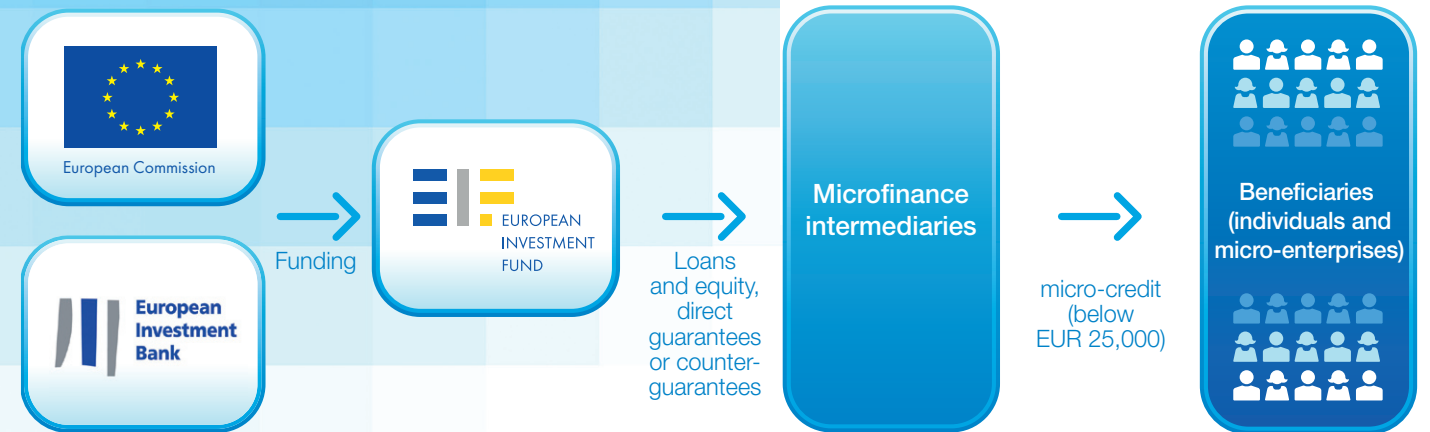 European Commission
European
Investment
Bank
Funding
EUROPEAN
INVESTMENT
FUND
Loans
and equity,
direct
guarantees
or counter-
guarantees
Microfinance
intermediaries
micro-credit
(below
EUR 25,000)
Beneficiaries
(individuals and
micro-enterprises)